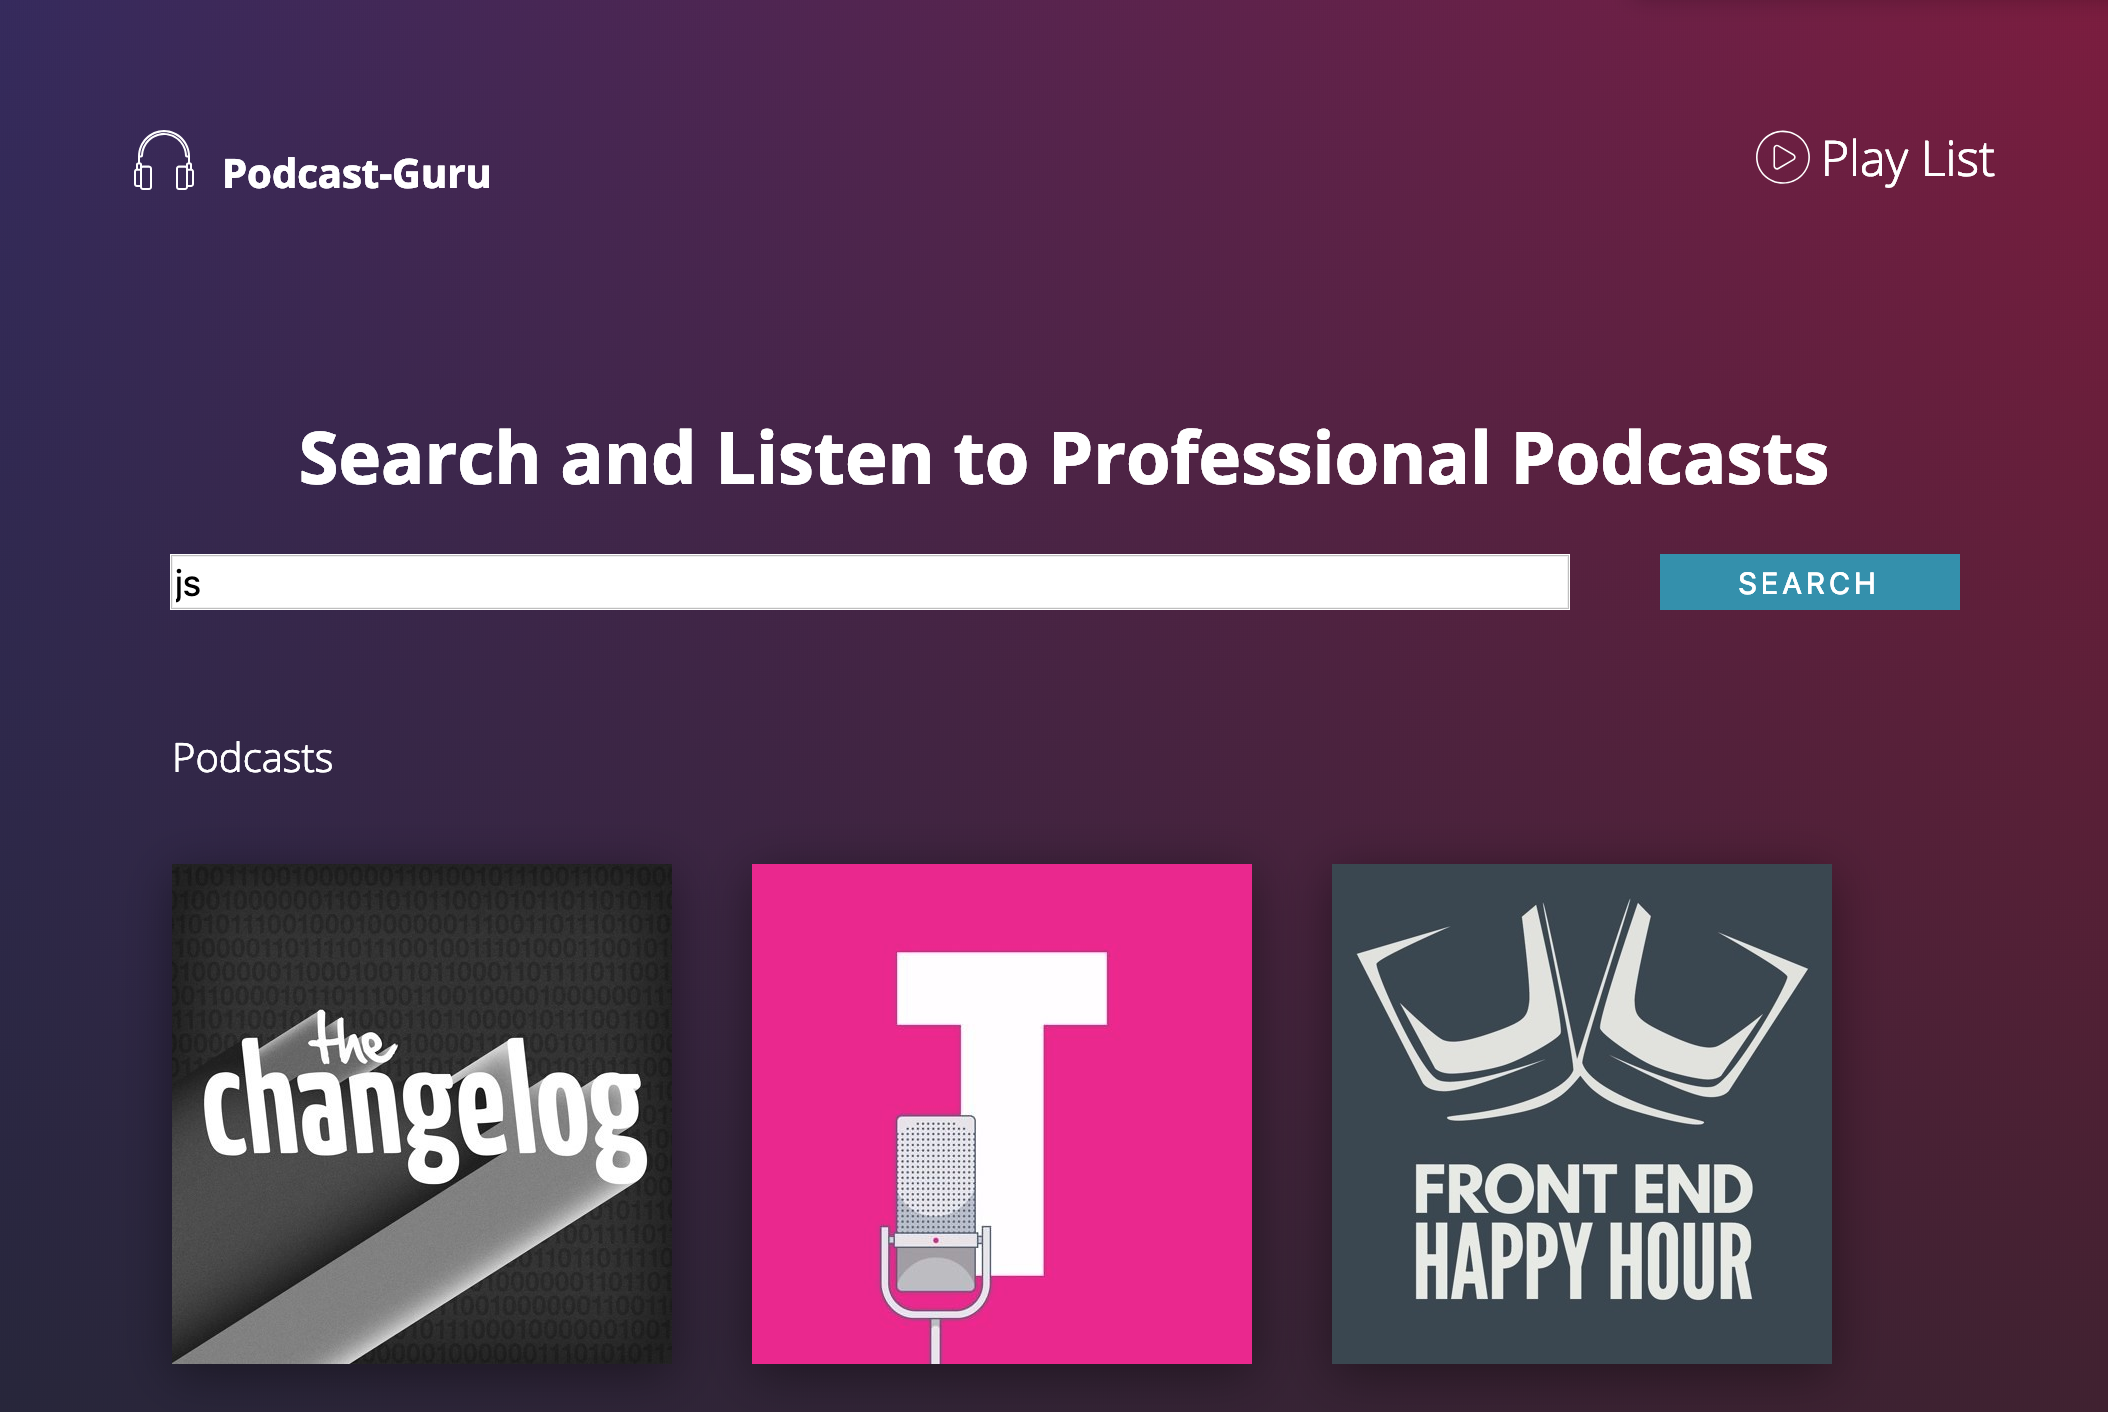 Podcast-Guru
Play List
Search and Listen to Professional Podcasts
js
SEARCH
Podcasts
the
changelog
T
FRONT END
HAPPY HOUR